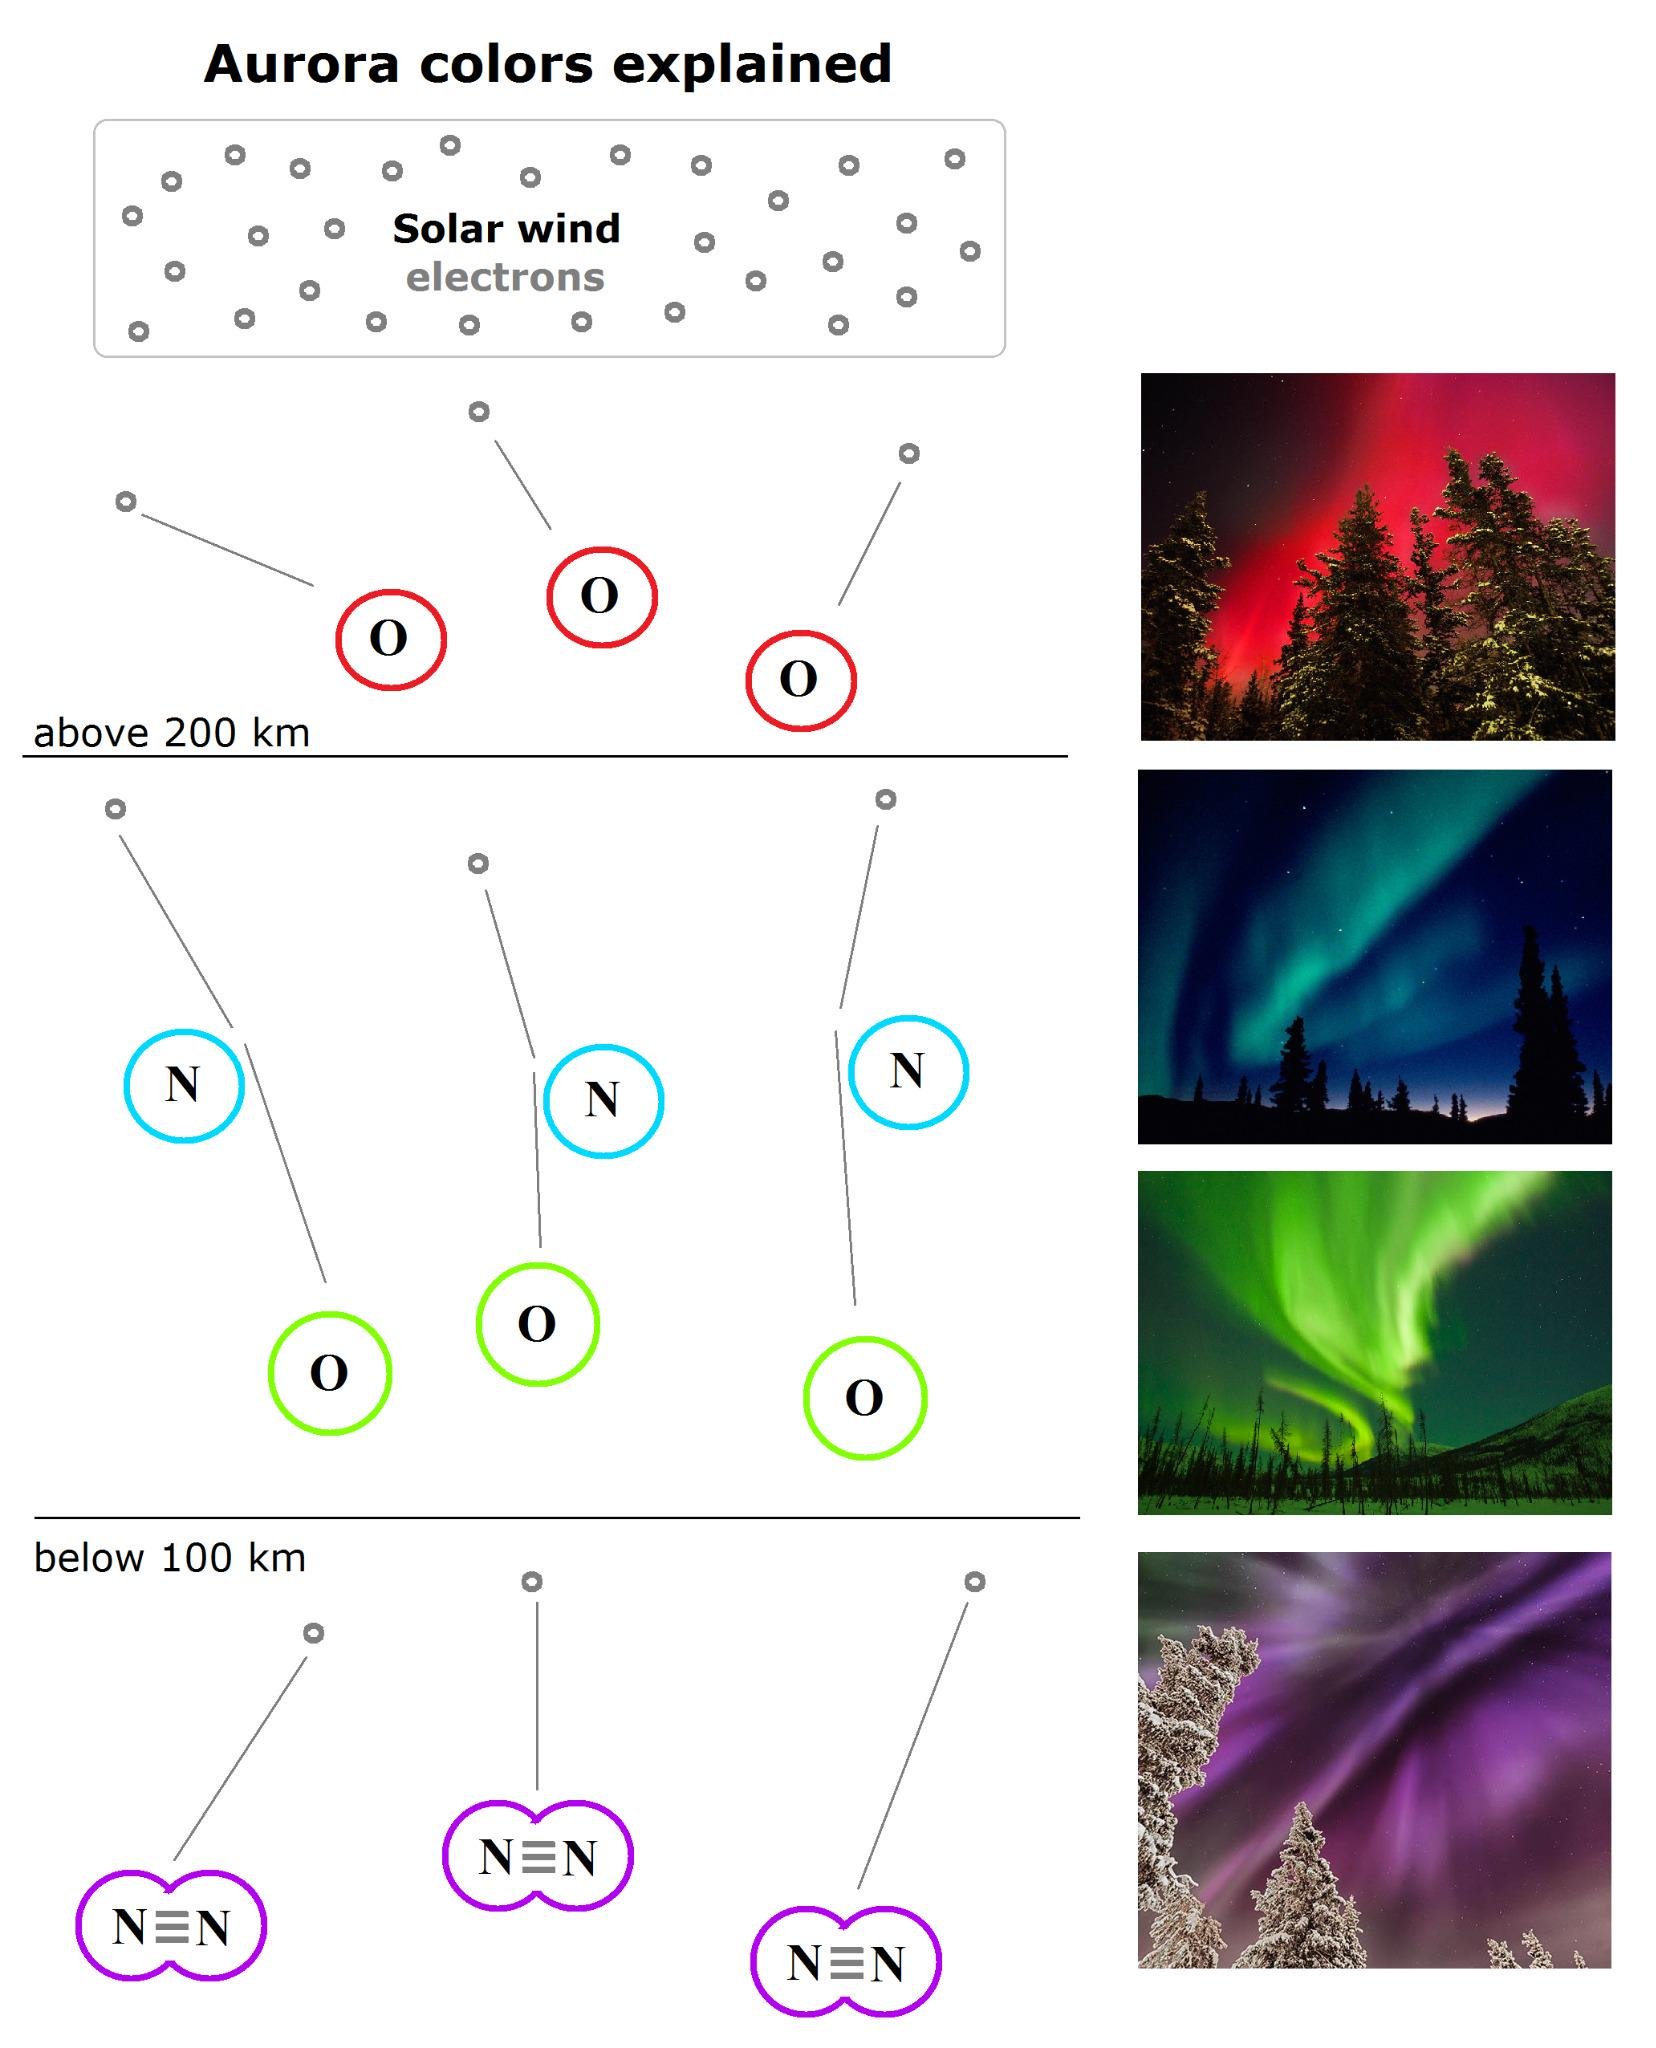 Aurora colors explained
Solar wind
electrons
O
O
O
above 200 km
N
N
N
O
O
O
below 100 km
N≡N
N≡N
N≡N